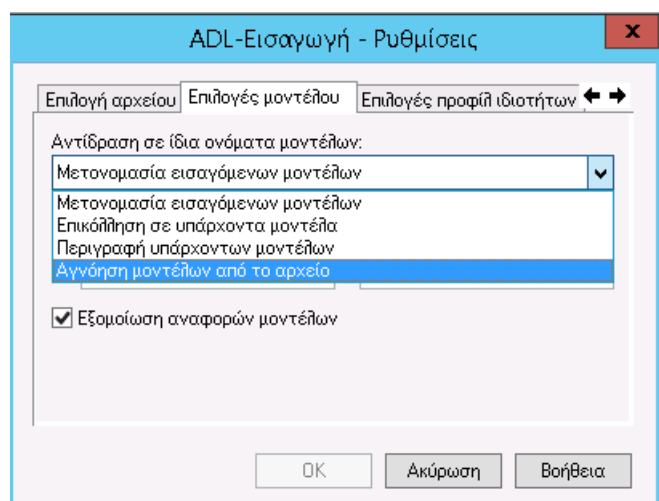 ADL-Εισαγωγή - Ρυθμίσεις
x
Επιλογή αρχείου Επιλογές μοντέλου Επιλογές προφίλ ιδιοτήτων
Αντίδραση σε ίδια ονόματα μοντέλων:
Μετονομασία εισαγόμενων μοντέλων
Μετονομασία εισαγόμενων μοντέλων
Επικόλληση σε υπάρχοντα μοντέλα
Περιγραφή υπάρχοντων μοντέλων
Αγνόηση μοντέλων από το αρχείο
Εξομοίωση αναφορών μοντέλων
OK Ακύρωση Βοήθεια